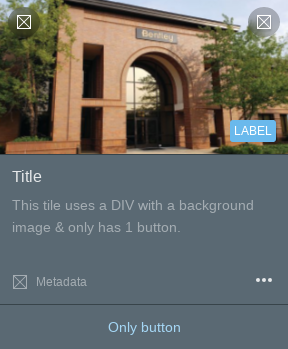 Bentley
LABEL
Title
This tile uses a DIV with a background
image & only has 1 button.
Metadata
Only button